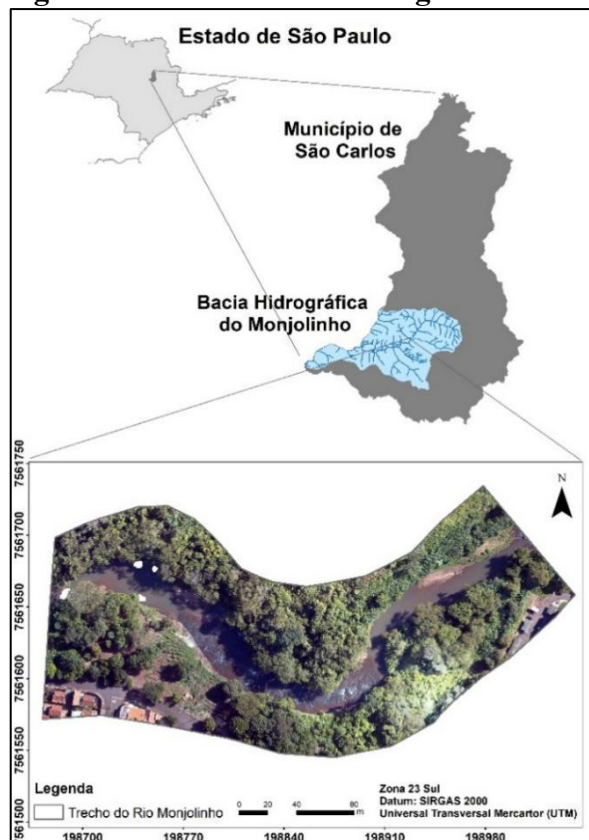 Estado de São Paulo
Município de
São Carlos
Bacia Hidrográfica
do Monjolinho
7561750
7561700
7561650
7561600
7561550
7561500
N
Legenda
Trecho do Rio Monjolinho
0 20 40 80
m
Zona 23 Sul
Datum: SIRGAS 2000
Universal Transversal Mercartor (UTM)
198700 198770 198840 198910 198980